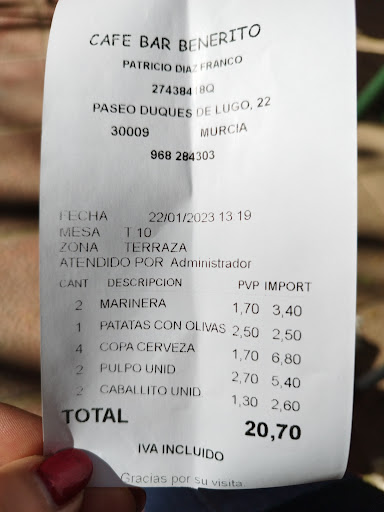 CAFE BAR BENERITO
PATRICIO DIAZ FRANCO
27438418Q
PASEO DUQUES DE LUGO, 22
30009 MURCIA
968 284303
FECHA 22/01/2023 13 19
MESA T 10
ZONA TERRAZA
ATENDIDO POR Administrador
CANT DESCRIPCION PVP IMPORT
2 MARINERA 1,70 3,40
1 PATATAS CON OLIVAS 2,50 2,50
4 COPA CERVEZA 1,70 6,80
2 PULPO UNID 2,70 5,40
2 CABALLITO UNID 1,30 2,60
TOTAL 20,70
IVA INCLUIDO
Gracias por su visita.